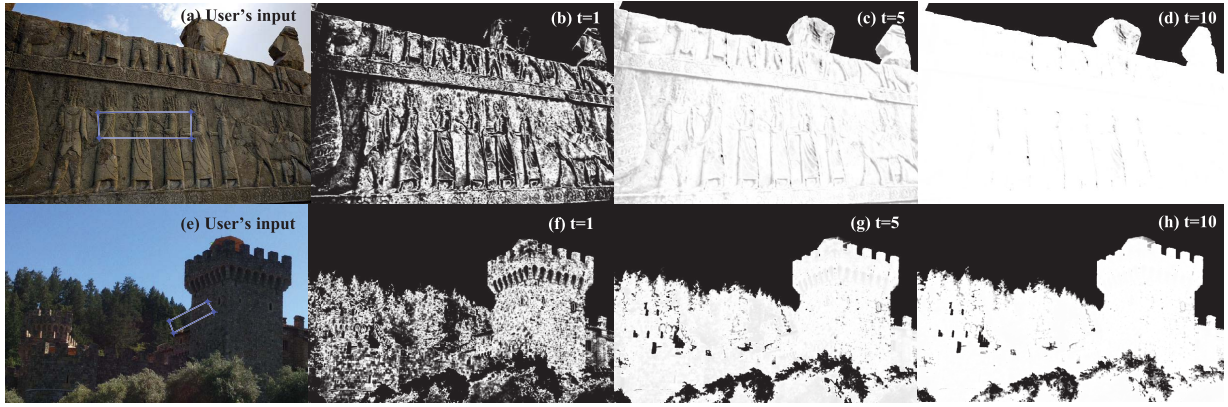 (a) User's input
(b) t=1
(c) t=5
(d) t=10
(e) User's input
(f) t=1
(g) t=5
(h) t=10